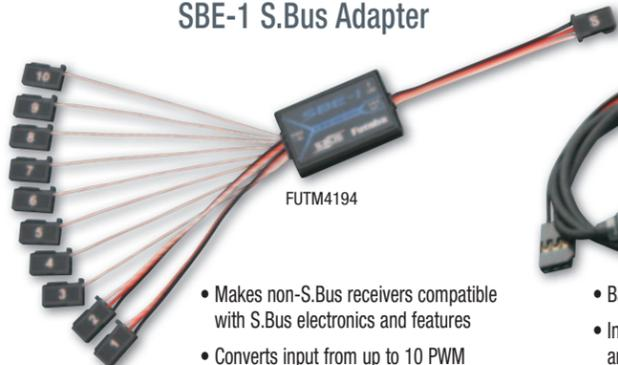 SBE-1 S.Bus Adapter
S
10
9
8
7
6
5
4
3
2
1
SBE-1
Futaba
FUTM4194
• Makes non-S.Bus receivers compatible
with S.Bus electronics and features
• Converts input from up to 10 PWM
• B
• In
an